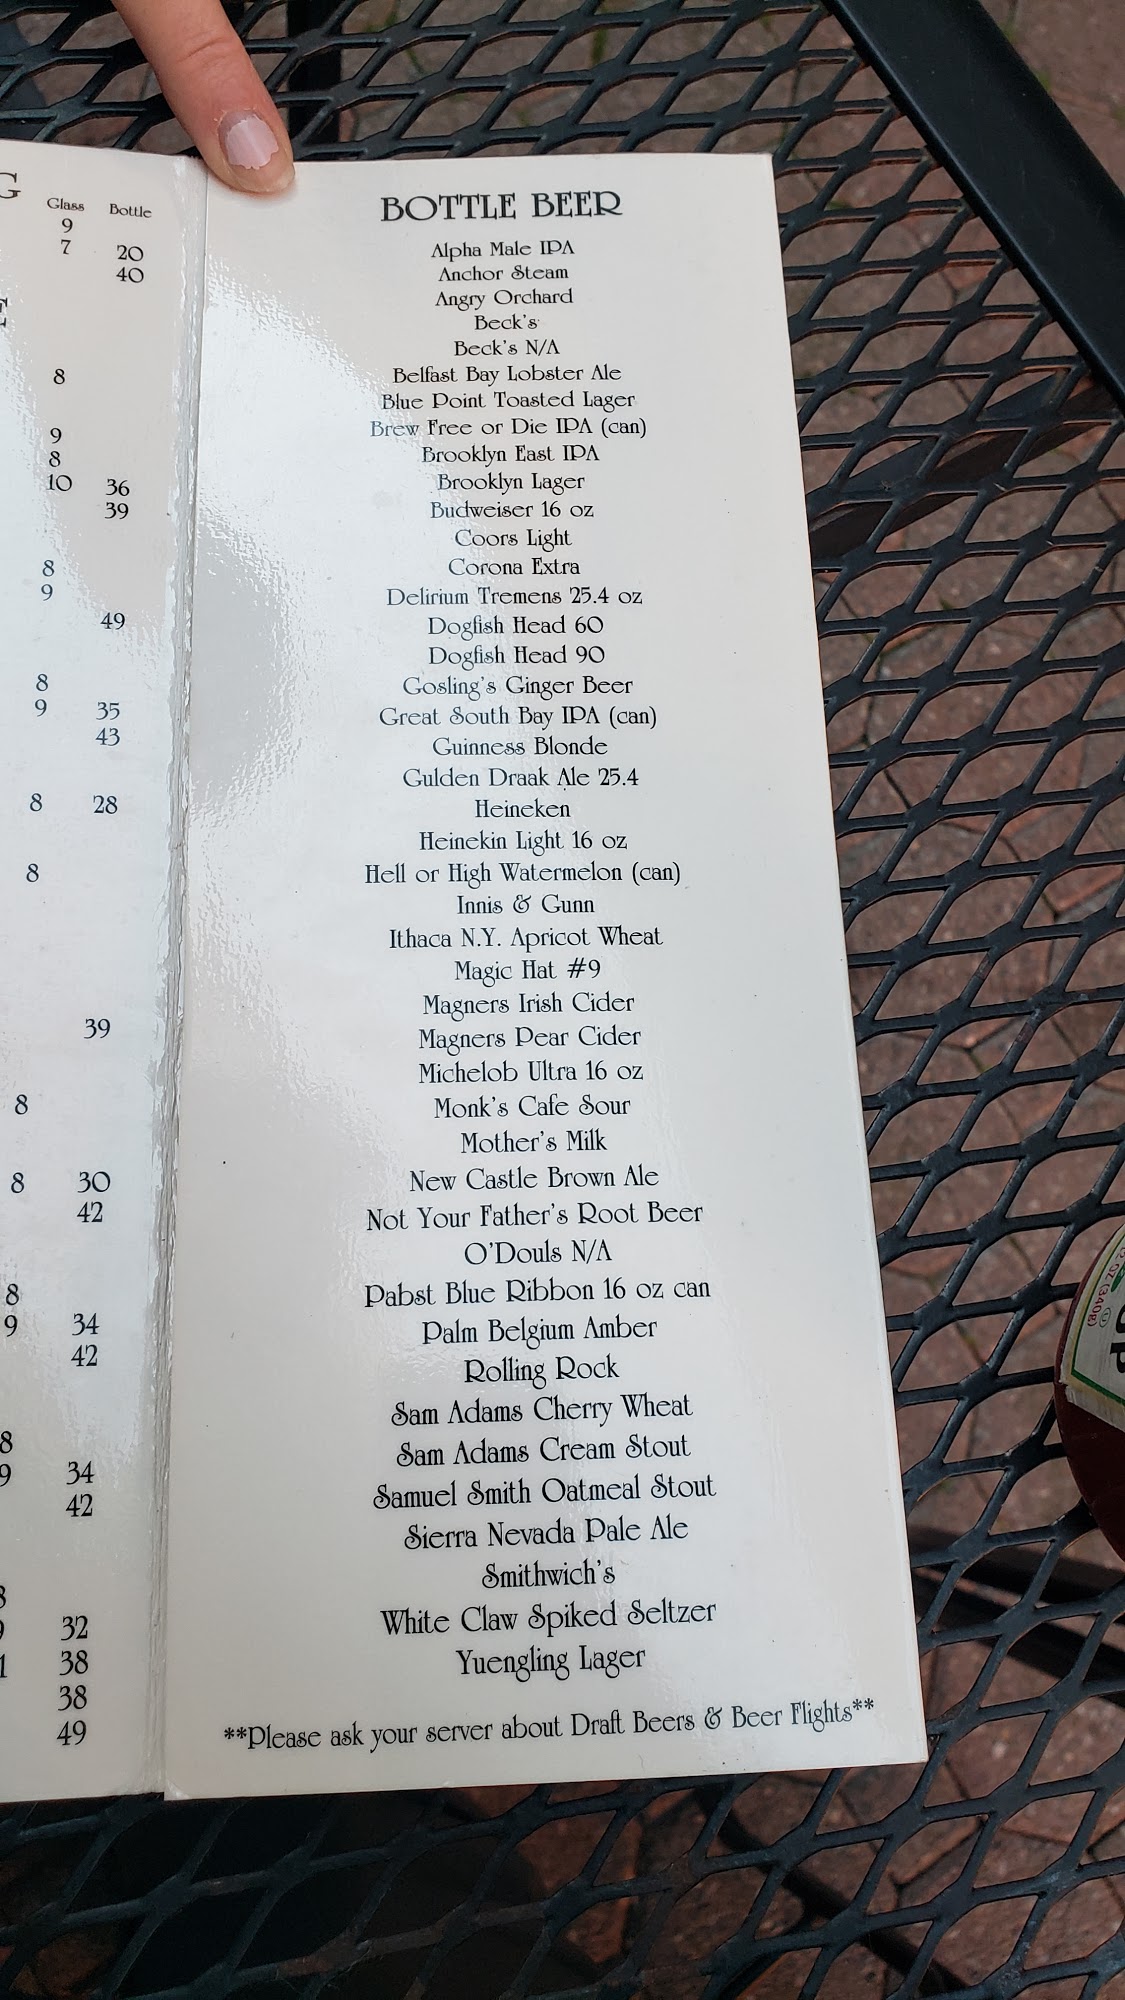 G
Glass Bottle
9
7 20
40
E
8
9
8
10 36
39
8
9
49
8
9 35
43
8 28
8
39
8
8 30
42
8
9 34
42
8
9 34
42
8
9 32
1 38
38
49
BOTTLE BEER
Alpha Male IPA
Anchor Steam
Angry Orchard
Beck's
Beck's N/A
Belfast Bay Lobster Ale
Blue Point Toasted Lager
Brew Free or Die IPA (can)
Brooklyn East IPA
Brooklyn Lager
Budweiser 16 oz
Coors Light
Corona Extra
Delirium Tremens 25.4 oz
Dogfish Head 60
Dogfish Head 90
Gosling's Ginger Beer
Great South Bay IPA (can)
Guinness Blonde
Gulden Draak Ale 25.4
Heineken
Heinekin Light 16 oz
Hell or High Watermelon (can)
Innis & Gunn
Ithaca N.Y. Apricot Wheat
Magic Hat #9
Magners Irish Cider
Magners Pear Cider
Michelob Ultra 16 oz
Monk's Cafe Sour
Mother's Milk
New Castle Brown Ale
Not Your Father's Root Beer
O'Douls N/A
Pabst Blue Ribbon 16 oz can
Palm Belgium Amber
Rolling Rock
Sam Adams Cherry Wheat
Sam Adams Cream Stout
Samuel Smith Oatmeal Stout
Sierra Nevada Pale Ale
Smithwich's
White Claw Spiked Seltzer
Yuengling Lager
**Please ask your server about Draft Beers & Beer Flights**
2 OZ (340g)
UP